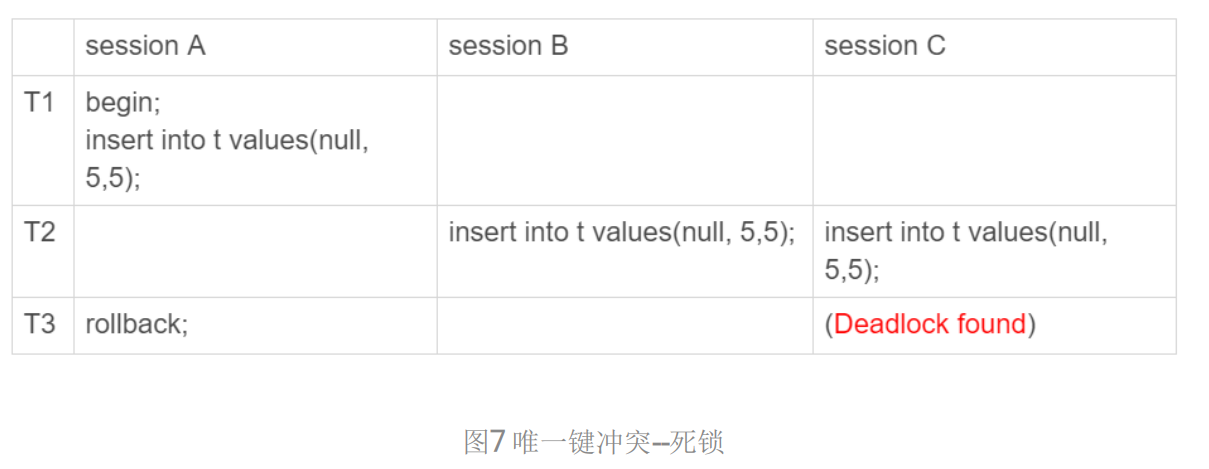 session A session B session C
T1 begin;
insert into t values(null,
5,5);
T2 insert into t values(null, 5,5); insert into t values(null,
5,5);
T3 rollback; (Deadlock found)
图7 唯一键冲突--死锁